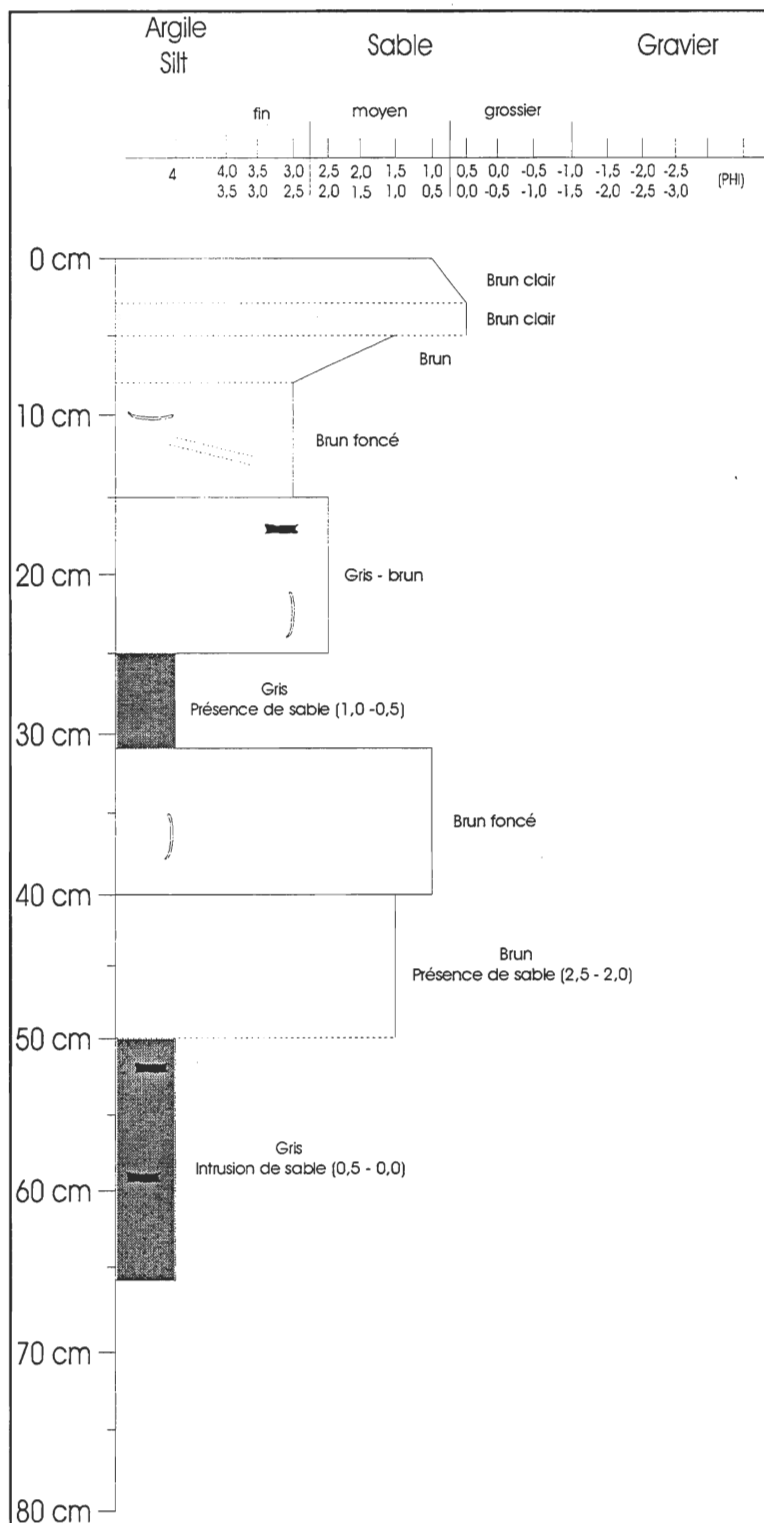 Argile Sable Gravier
Silt
fin moyen grossier
4 4,0 3,5 3,0 2,5 2,0 1,5 1,0 0,5 0,0 -0,5 -1,0 -1,5 -2,0 -2,5 (PHI)
3,5 3,0 2,5 2,0 1,5 1,0 0,5 0,0 -0,5 -1,0 -1,5 -2,0 -2,5 -3,0
0 cm
Brun clair
Brun clair
Brun
10 cm
Brun foncé
Gris - brun
20 cm
Gris
Présence de sable (1,0 -0,5)
30 cm
Brun foncé
40 cm
Brun
Présence de sable (2,5 - 2,0)
50 cm
Gris
Intrusion de sable (0,5 - 0,0)
60 cm
70 cm
80 cm